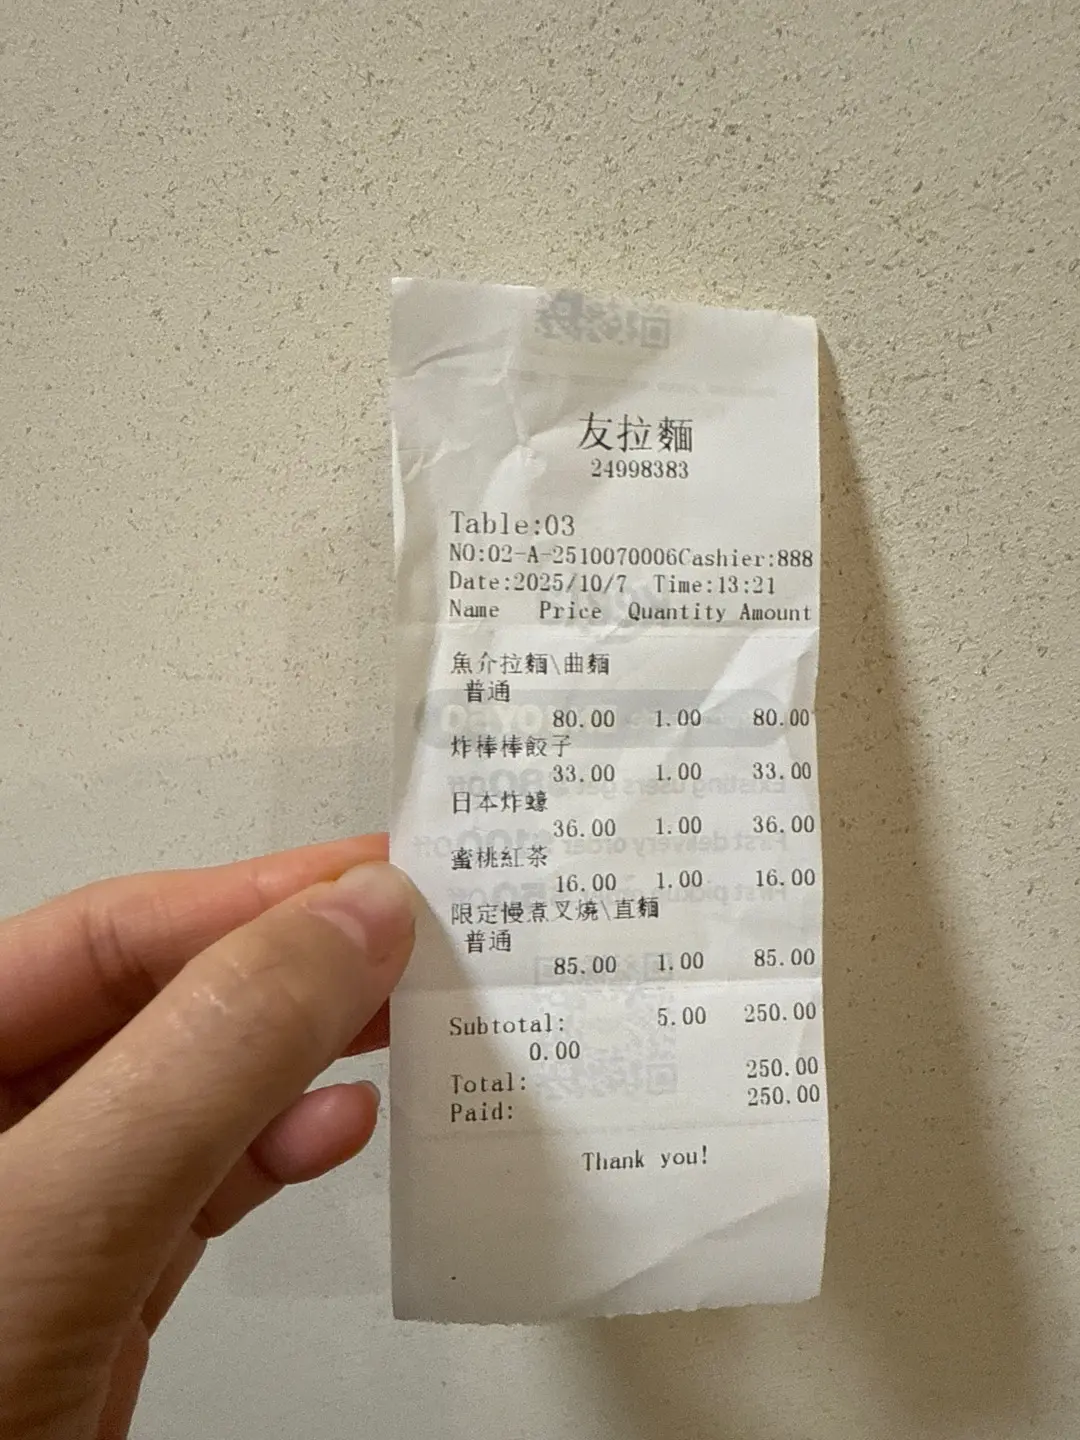 友拉麵
24998383
Table:03
NO:02-A-2510070006Cashier:888
Date:2025/10/7 Time:13:21
Name Price Quantity Amount
魚介拉麵\曲麵
普通
80.00 1.00 80.00
炸棒棒餃子
33.00 1.00 33.00
日本炸蠔
36.00 1.00 36.00
蜜桃紅茶
16.00 1.00 16.00
限定慢煮叉燒\直麵
普通
85.00 1.00 85.00
Subtotal: 5.00 250.00
0.00
Total: 250.00
Paid: 250.00
Thank you!